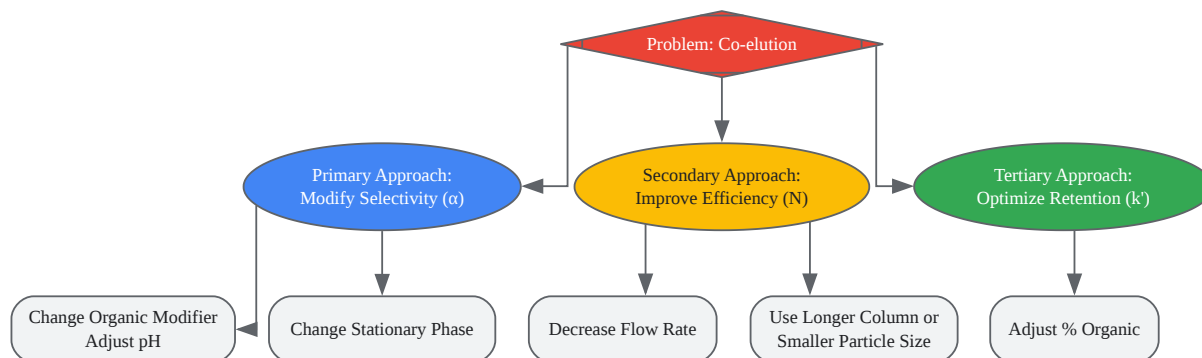 Problem: Co-elution
Primary Approach:
Modify Selectivity (α)
Secondary Approach:
Improve Efficiency (N)
Tertiary Approach:
Optimize Retention (k')
Change Organic Modifier
Adjust pH
Change Stationary Phase
Decrease Flow Rate
Use Longer Column or
Smaller Particle Size
Adjust % Organic